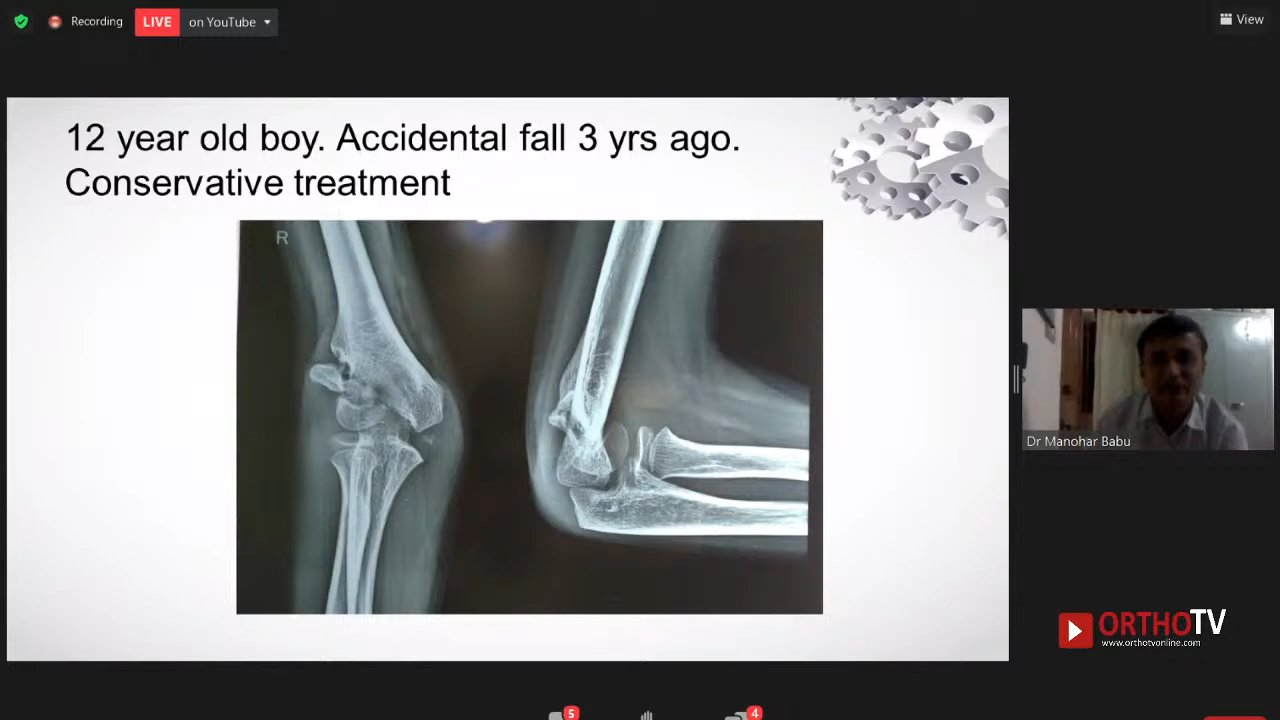 Recording
LIVE
on YouTube
View
12 year old boy. Accidental fall 3 yrs ago.
Conservative treatment
R
Dr Manohar Babu
ORTHOTV
www.orthotvonline.com
5
4